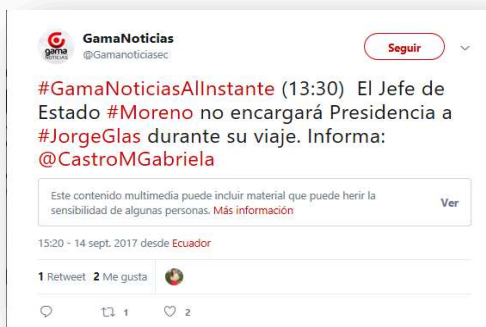 GamaNoticias
@Gamanoticiasec
Seguir
gama
NOTICIAS
#GamaNoticiasAlInstante (13:30) El Jefe de
Estado #Moreno no encargará Presidencia a
#JorgeGlas durante su viaje. Informa:
@CastroMGabriela
Este contenido multimedia puede incluir material que puede herir la
sensibilidad de algunas personas. Más información
Ver
15:20 - 14 sept. 2017 desde Ecuador
1 Retweet 2 Me gusta
1 2